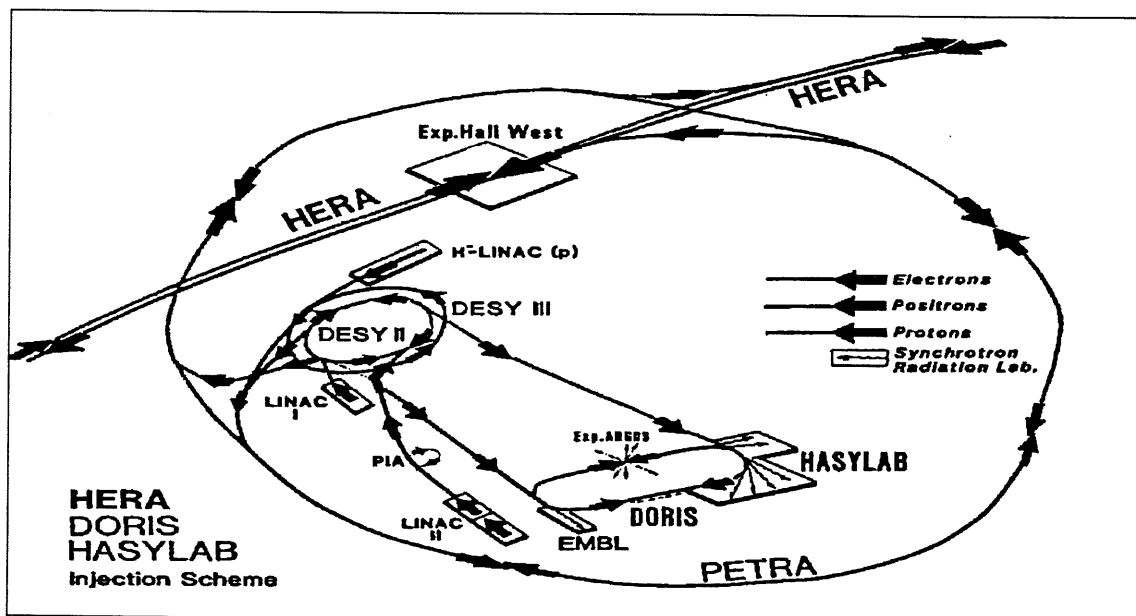 HERA
Exp.Hall West
HERA
H⁻-LINAC (p)
DESY III
DESY II
Electrons
Positrons
Protons
Synchrotron
Radiation Lab.
LINAC
I
Exp.ARGUS
PIA
HASYLAB
LINAC
II
DORIS
EMBL
PETRA
HERA
DORIS
HASYLAB
Injection Scheme